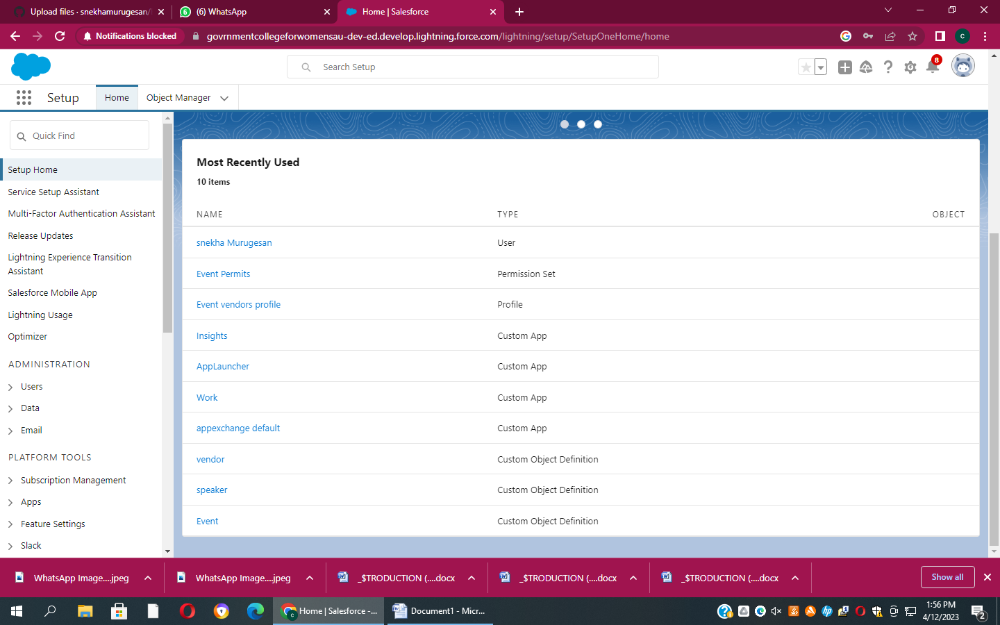 Upload files · snekhamurugesan/
(6) WhatsApp
Home | Salesforce
Notifications blocked
govrnmentcollegeforwomensau-dev-ed.develop.lightning.force.com/lightning/setup/SetupOneHome/home
c
Search Setup
8
Setup
Home
Object Manager
Quick Find
Setup Home
Service Setup Assistant
Multi-Factor Authentication Assistant
Release Updates
Lightning Experience Transition
Assistant
Salesforce Mobile App
Lightning Usage
Optimizer
ADMINISTRATION
Users
Data
Email
PLATFORM TOOLS
Subscription Management
Apps
Feature Settings
Slack
Most Recently Used
10 items
NAME TYPE OBJECT
snekha Murugesan User
Event Permits Permission Set
Event vendors profile Profile
Insights Custom App
AppLauncher Custom App
Work Custom App
appexchange default Custom App
vendor Custom Object Definition
speaker Custom Object Definition
Event Custom Object Definition
WhatsApp Image....jpeg
WhatsApp Image....jpeg
_$TRODUCTION (....docx
_$TRODUCTION (....docx
_$TRODUCTION (....docx
Show all
Home | Salesforce -...
Document1 - Micr...
1:56 PM
4/12/2023
2